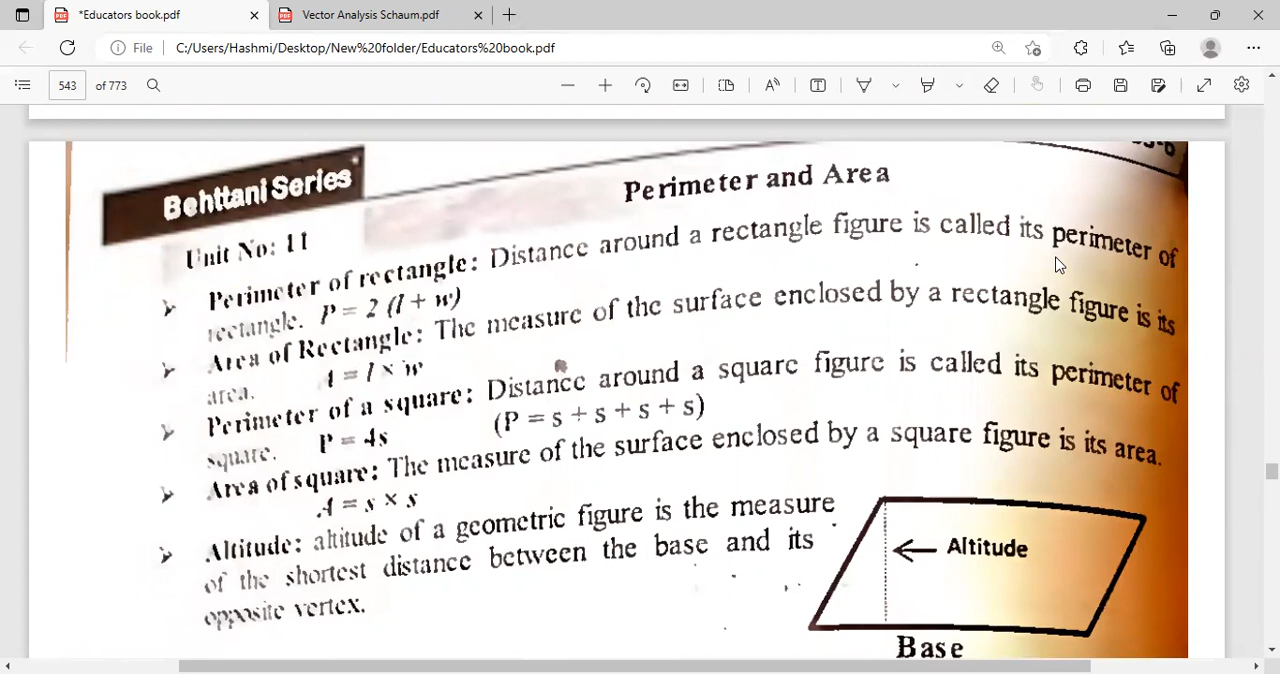 *Educators book.pdf
Vector Analysis Schaum.pdf
File C:/Users/Hashmi/Desktop/New%20folder/Educators%20book.pdf
543 of 773
Behttani Series
Perimeter and Area
Unit No: 11
➢ Perimeter of rectangle: Distance around a rectangle figure is called its perimeter of
rectangle. P = 2 (l + w)
➢ Area of Rectangle: The measure of the surface enclosed by a rectangle figure is its
area. A = l × w
➢ Perimeter of a square: Distance around a square figure is called its perimeter of
square. P = 4s (P = s + s + s + s)
➢ Area of square: The measure of the surface enclosed by a square figure is its area.
A = s × s
➢ Altitude: altitude of a geometric figure is the measure
of the shortest distance between the base and its
opposite vertex.
Altitude
Base